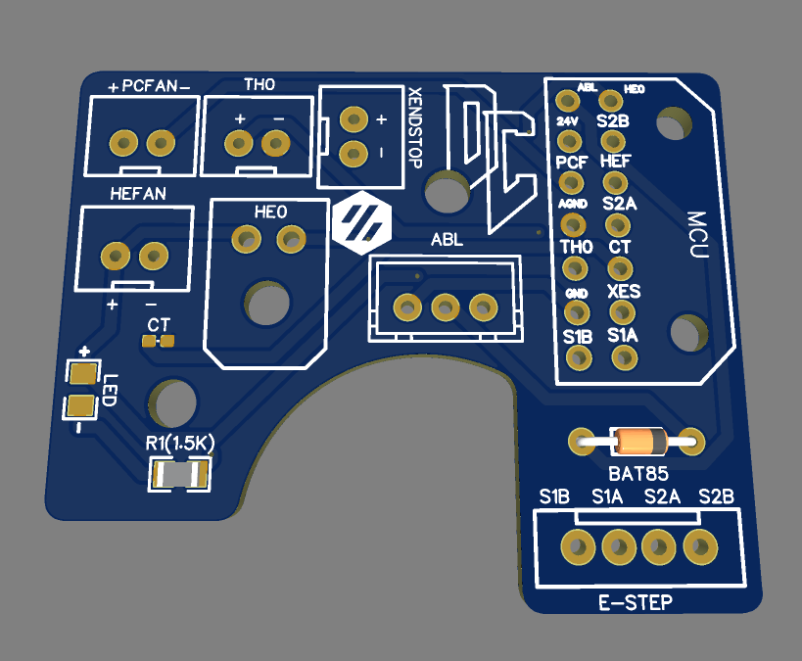 +PCFAN-
TH0
+ -
XENDSTOP
+
-
ABL HE0
24V S2B
PCF HEF
AGND S2A
TH0 CT
GND XES
S1B S1A
MCU
HEFAN
+ -
HE0
ABL
CT
+
LED
-
R1(1.5K)
BAT85
S1B S1A S2A S2B
E-STEP